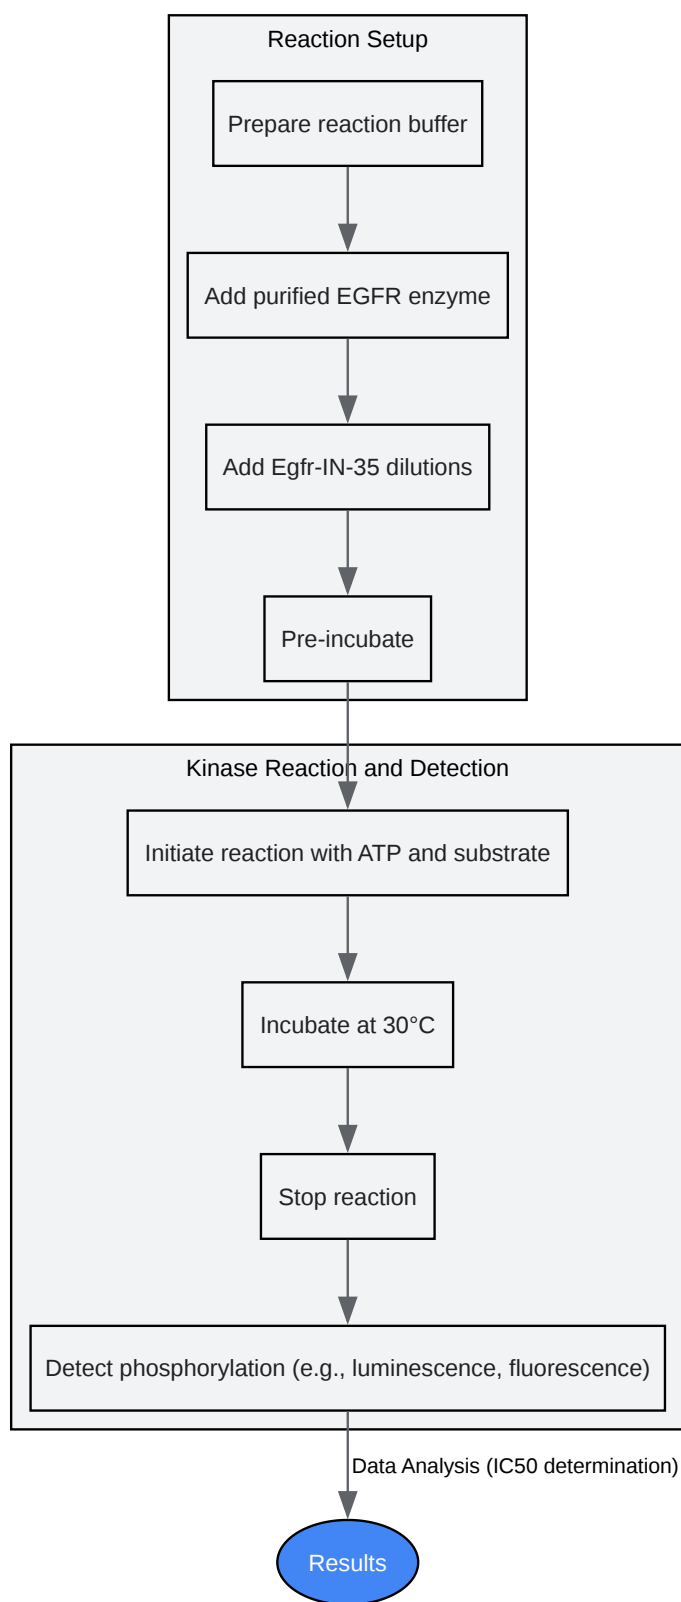 Reaction Setup
Prepare reaction buffer
Add purified EGFR enzyme
Add Egfr-IN-35 dilutions
Pre-incubate
Kinase Reaction and Detection
Initiate reaction with ATP and substrate
Incubate at 30°C
Stop reaction
Detect phosphorylation (e.g., luminescence, fluorescence)
Data Analysis (IC50 determination)
Results